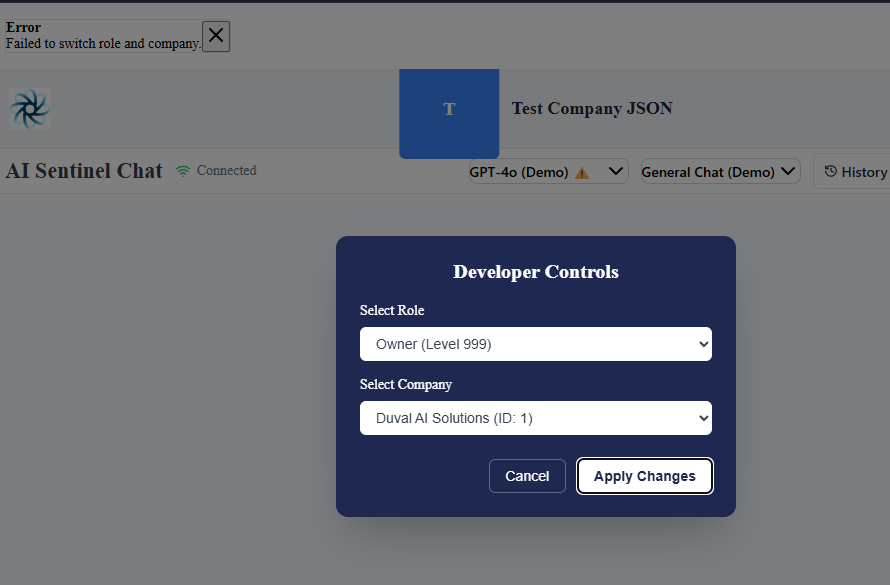 Error
Failed to switch role and company.
T
Test Company JSON
AI Sentinel Chat
Connected
GPT-4o (Demo)
General Chat (Demo)
History
Developer Controls
Select Role
Owner (Level 999)
Select Company
Duval AI Solutions (ID: 1)
Cancel
Apply Changes